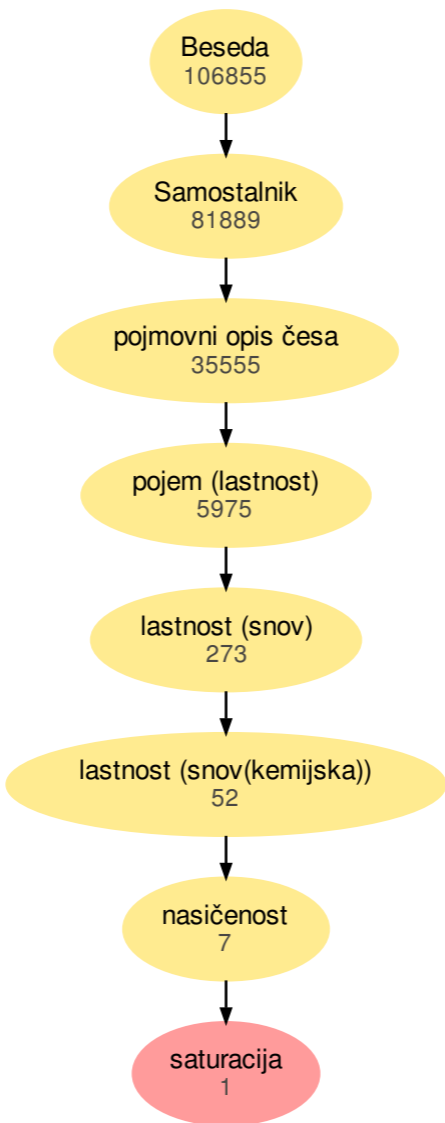 Beseda
106855
Samostalnik
81889
pojmovni opis česa
35555
pojem (lastnost)
5975
lastnost (snov)
273
lastnost (snov(kemijska))
52
nasičenost
7
saturacija
1